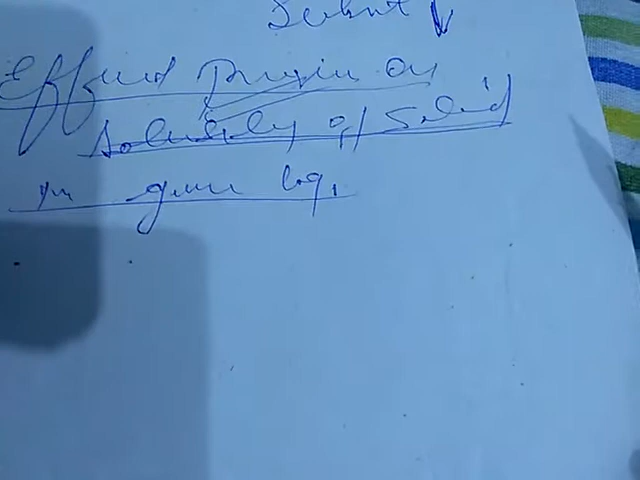 Effect Pressure on
solubility of Solid
in given liq.